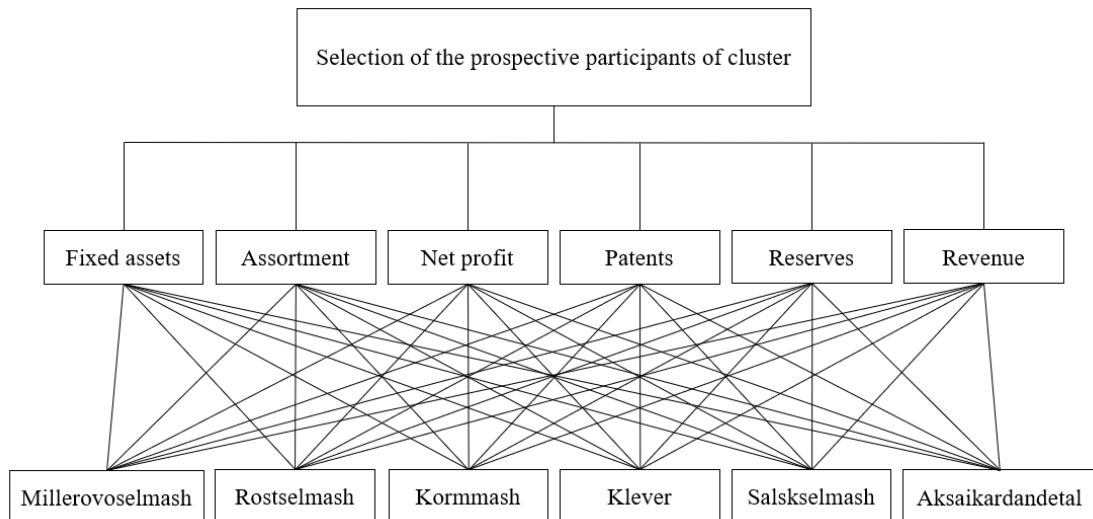 Selection of the prospective participants of cluster
Fixed assets
Assortment
Net profit
Patents
Reserves
Revenue
Millerovoselmash
Rostselmash
Kormmash
Klever
Salskselmash
Aksaikardandetal